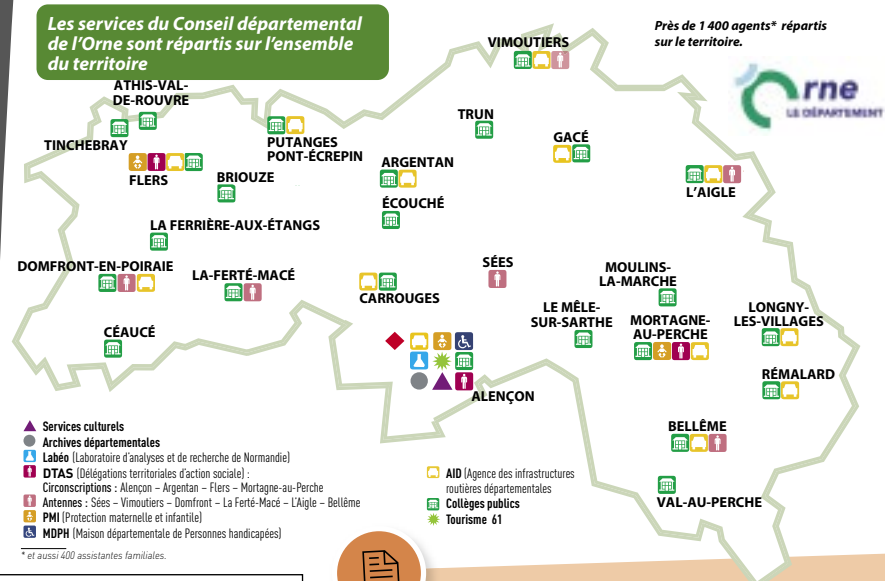 Les services du Conseil départemental
de l'Orne sont répartis sur l'ensemble
du territoire
Près de 1 400 agents* répartis
sur le territoire.
Orne
LE DÉPARTEMENT
VIMOUTIERS
ATHIS-VAL-
DE-ROUVRE
TRUN
TINCHEBRAY
PUTANGES
PONT-ÉCREPIN
GACÉ
FLERS
BRIOUZE
ARGENTAN
L'AIGLE
ÉCOUCHÉ
LA FERRIÈRE-AUX-ÉTANGS
DOMFRONT-EN-POIRAIE
LA-FERTÉ-MACÉ
CARROUGES
SÉES
MOULINS-
LA-MARCHE
LE MÊLE-
SUR-SARTHE
MORTAGNE-
AU-PERCHE
LONGNY-
LES-VILLAGES
CÉAUCÉ
RÉMALARD
ALENÇON
BELLÊME
VAL-AU-PERCHE
Services culturels
Archives départementales
Labéo (Laboratoire d'analyses et de recherche de Normandie)
DTAS (Délégations territoriales d'action sociale) :
Circonscriptions : Alençon – Argentan – Flers – Mortagne-au-Perche
Antennes : Sées – Vimoutiers – Domfront – La Ferté-Macé – L'Aigle – Bellême
PMI (Protection maternelle et infantile)
MDPH (Maison départementale de Personnes handicapées)
AID (Agence des infrastructures
routières départementales
Collèges publics
Tourisme 61
* et aussi 400 assistantes familiales.